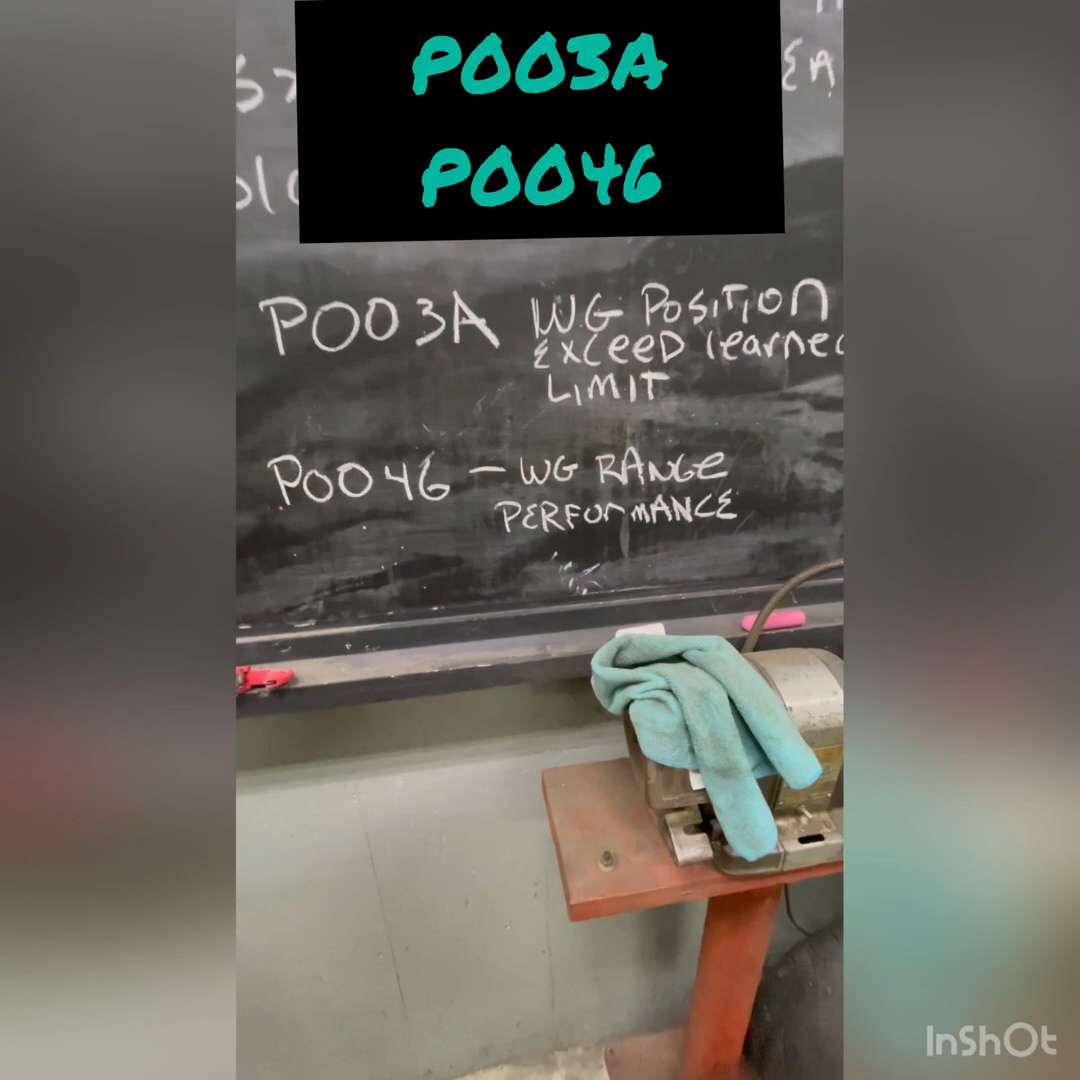 P003A
P0046
P003A WG POSITION
EXCEED learned
LIMIT
P0046 - WG RANGE
PERFORMANCE
InShOt